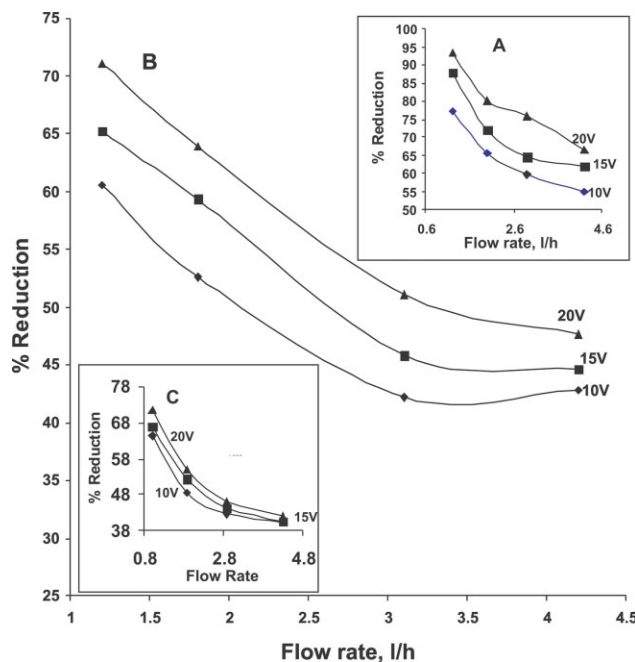 75
70
65
60
55
50
45
40
35
30
25
% Reduction
B
20V
15V
10V
1 1.5 2 2.5 3 3.5 4 4.5
Flow rate, l/h
A
100
95
90
85
80
75
70
65
60
55
50
% Reduction
20V
15V
10V
0.6 2.6 4.6
Flow rate, l/h
C
78
68
58
48
38
% Reduction
20V
10V
15V
0.8 2.8 4.8
Flow Rate